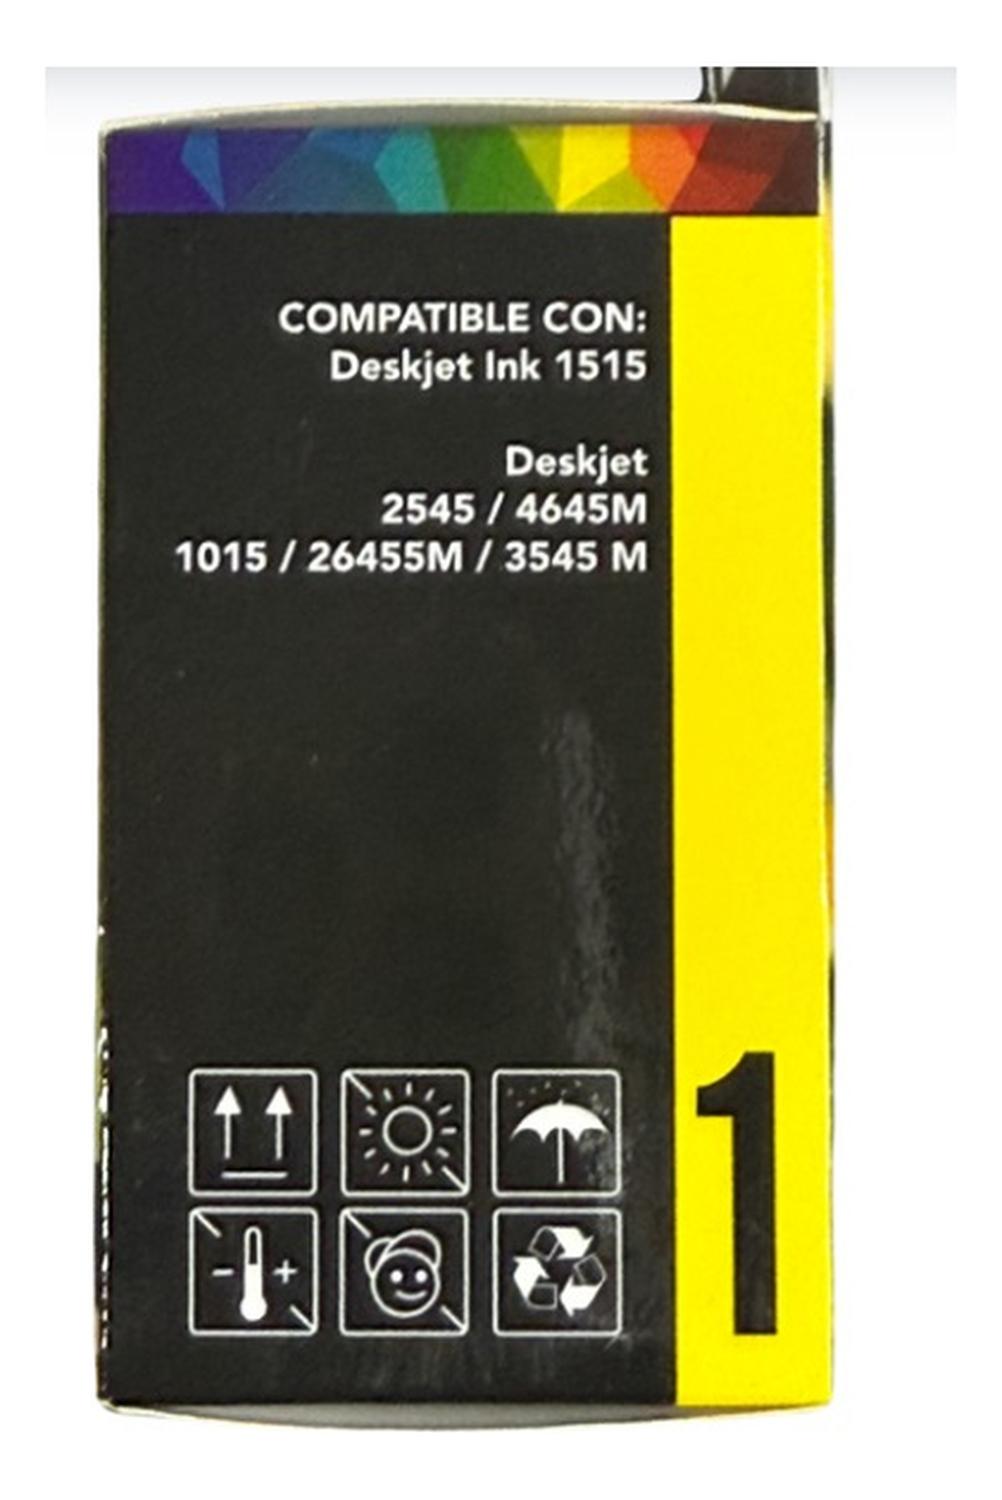 COMPATIBLE CON:
Deskjet Ink 1515
Deskjet
2545 / 4645M
1015 / 26455M / 3545 M
1